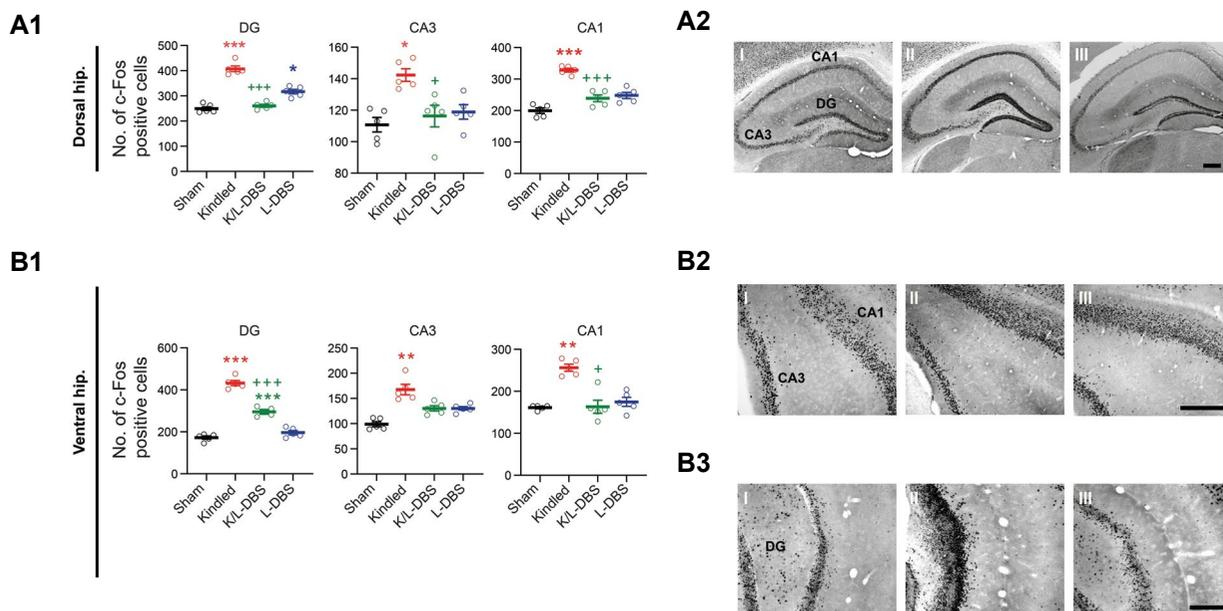 A1
A2
Dorsal hip.
No. of c-Fos
positive cells
DG
500
400
300
200
100
0
***
+++
*
Sham
Kindled
K/L-DBS
L-DBS
CA3
160
140
120
100
80
*
+
Sham
Kindled
K/L-DBS
L-DBS
CA1
400
300
200
100
0
***
+++
Sham
Kindled
K/L-DBS
L-DBS
I
CA1
DG
CA3
II
III
B1
B2
Ventral hip.
No. of c-Fos
positive cells
DG
600
400
200
0
***
+++
***
Sham
Kindled
K/L-DBS
L-DBS
CA3
250
200
150
100
50
0
**
Sham
Kindled
K/L-DBS
L-DBS
CA1
300
200
100
0
**
+
Sham
Kindled
K/L-DBS
L-DBS
I
CA1
CA3
II
III
B3
I
DG
II
III